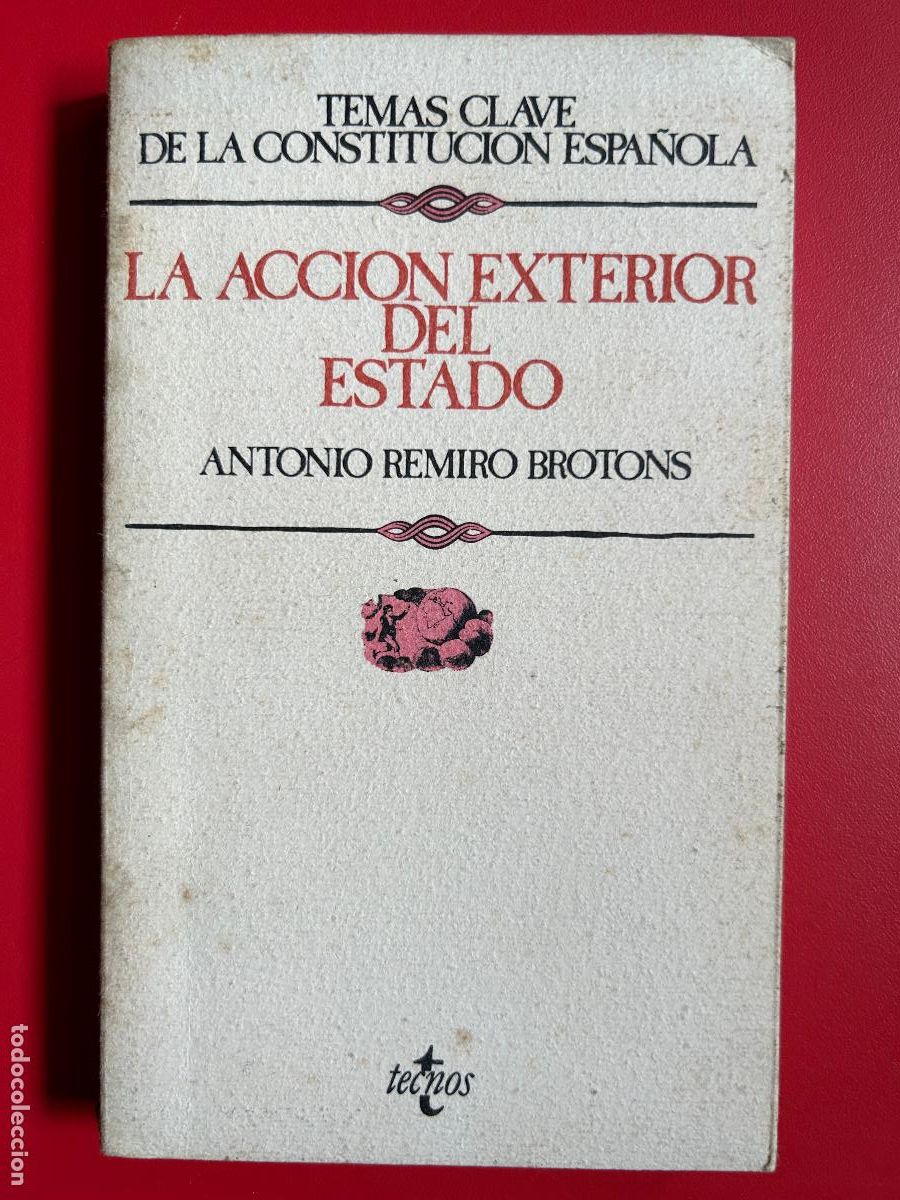 TEMAS CLAVE
DE LA CONSTITUCION ESPAÑOLA
LA ACCION EXTERIOR
DEL
ESTADO
ANTONIO REMIRO BROTONS
tecnos
todocoleccion